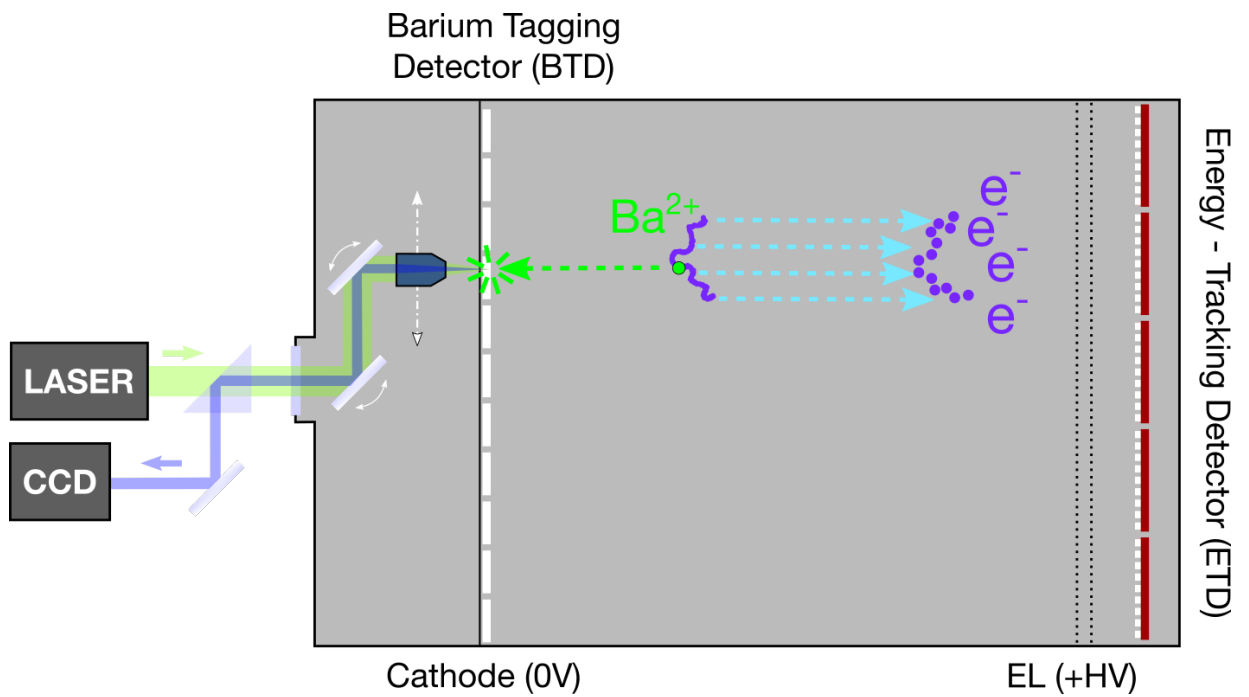 Barium Tagging
Detector (BTD)
Ba²⁺
e⁻
e⁻
e⁻
e⁻
LASER
CCD
Energy - Tracking Detector (ETD)
Cathode (0V)
EL (+HV)